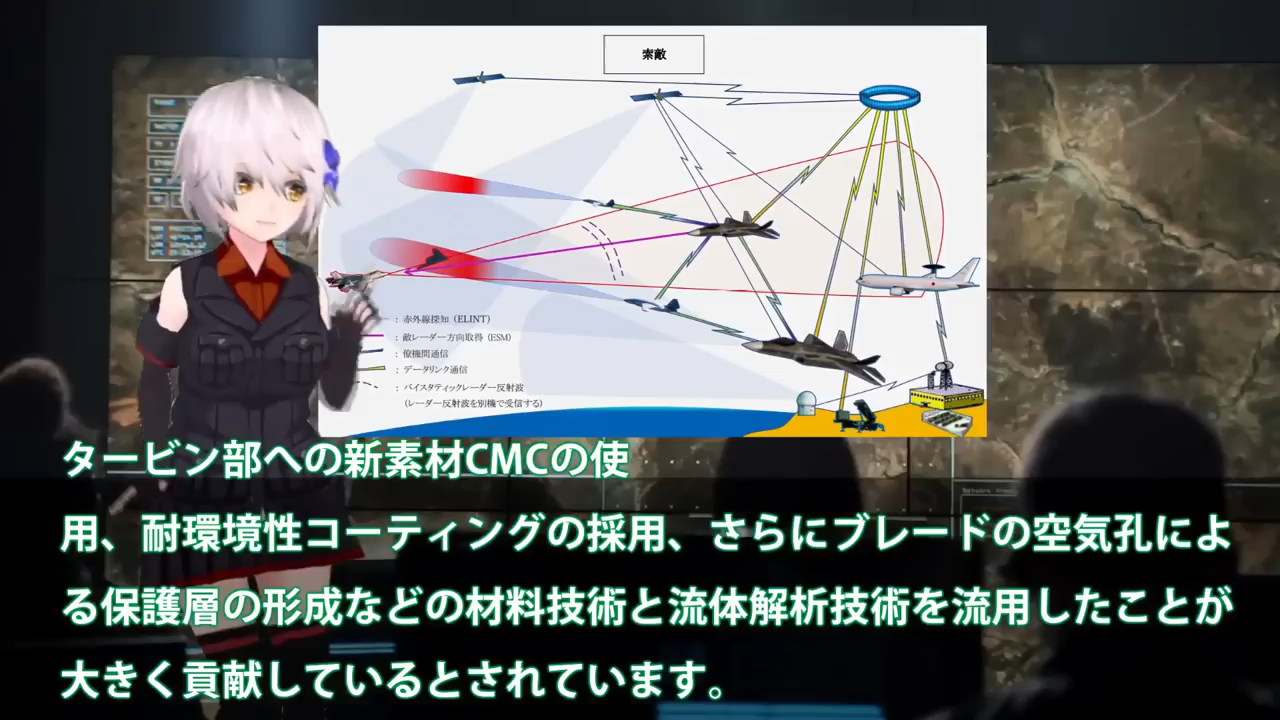 索敵
： 赤外線探知（ELINT）
： 敵レーダー方向取得（ESM）
： 僚機間通信
： データリンク通信
： バイスタティックレーダー反射波
（レーダー反射波を別機で受信する）
タービン部への新素材CMCの使
用、耐環境性コーティングの採用、さらにブレードの空気孔によ
る保護層の形成などの材料技術と流体解析技術を流用したことが
大きく貢献しているとされています。